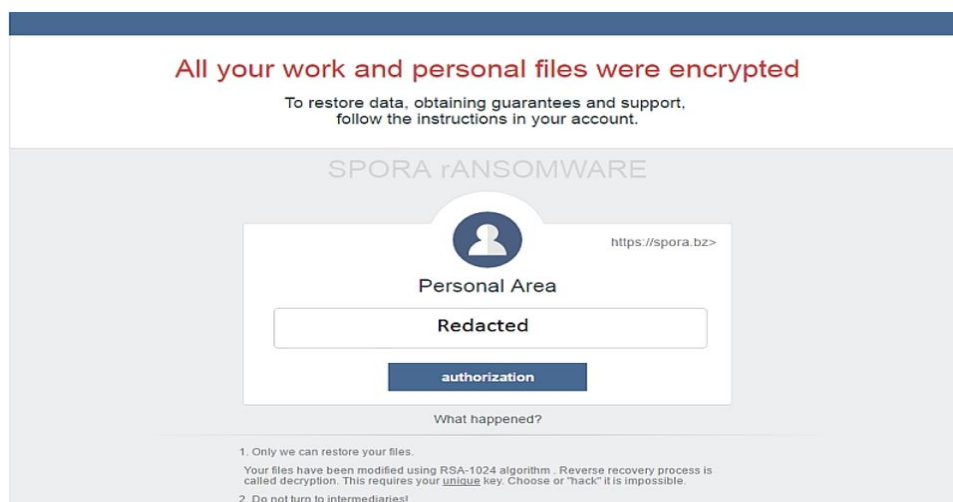 All your work and personal files were encrypted
To restore data, obtaining guarantees and support,
follow the instructions in your account.
SPORA rANSOMWARE
https://spora.bz>
Personal Area
Redacted
authorization
What happened?
1. Only we can restore your files.
Your files have been modified using RSA-1024 algorithm . Reverse recovery process is
called decryption. This requires your unique key. Choose or "hack" it is impossible.
2. Do not turn to intermediaries!